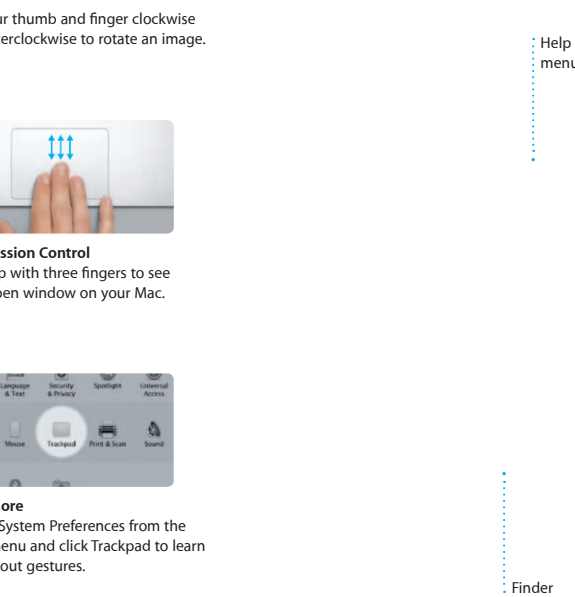 ur thumb and finger clockwise
terclockwise to rotate an image.
Help
menu
ssion Control
p with three fingers to see
pen window on your Mac.
Language
& Text
Security
& Privacy
Spotlight
Universal
Access
Mouse
Trackpad
Print & Scan
Sound
ore
System Preferences from the
enu and click Trackpad to learn
out gestures.
Finder